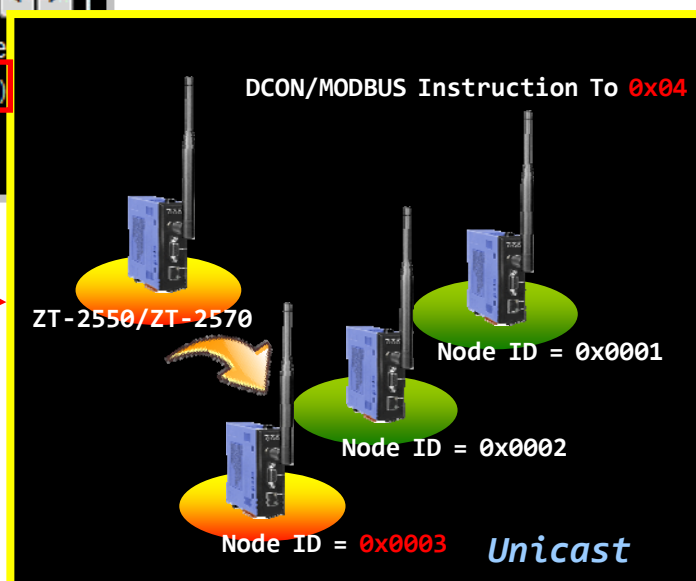 e
)
DCON/MODBUS Instruction To 0x04
ZT-2550/ZT-2570
Node ID = 0x0001
Node ID = 0x0002
Node ID = 0x0003
Unicast